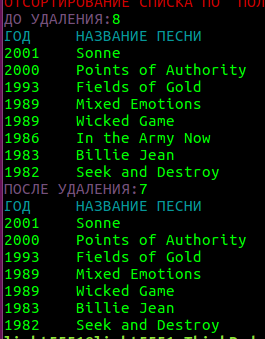 ОТСОРТИРОВАНИЕ СПИСКА ПО ПОЛ
ДО УДАЛЕНИЯ:8
ГОД НАЗВАНИЕ ПЕСНИ
2001 Sonne
2000 Points of Authority
1993 Fields of Gold
1989 Mixed Emotions
1989 Wicked Game
1986 In the Army Now
1983 Billie Jean
1982 Seek and Destroy
ПОСЛЕ УДАЛЕНИЯ:7
ГОД НАЗВАНИЕ ПЕСНИ
2001 Sonne
2000 Points of Authority
1993 Fields of Gold
1989 Mixed Emotions
1989 Wicked Game
1983 Billie Jean
1982 Seek and Destroy